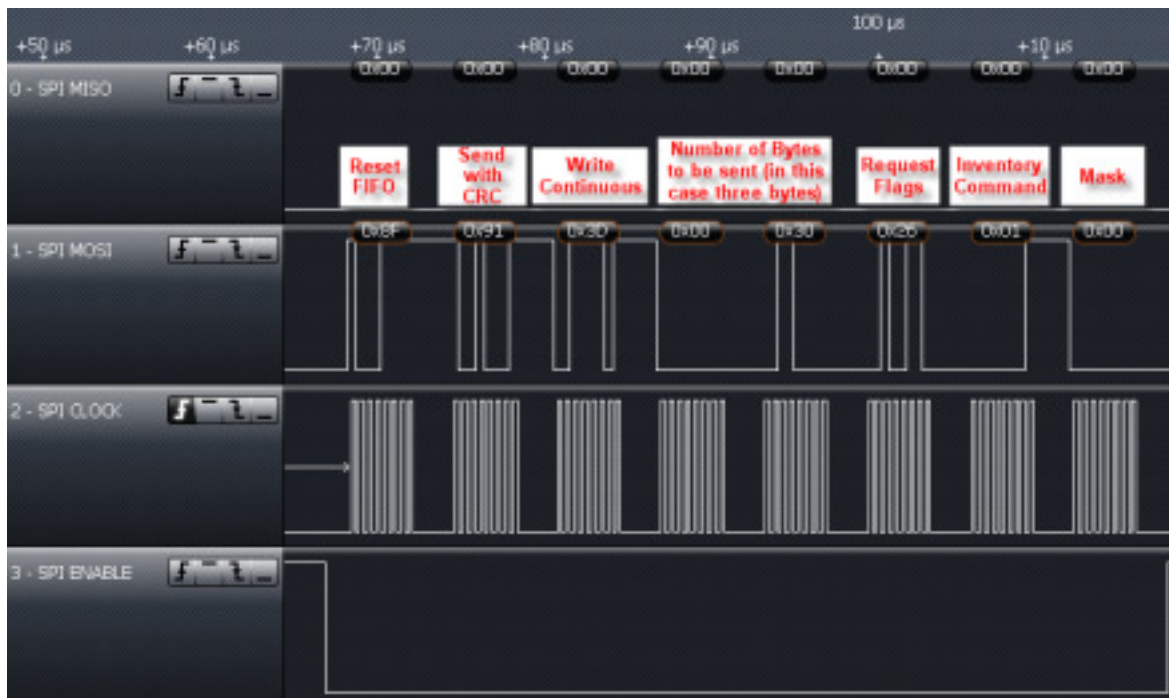 100 µs
+50 µs +60 µs +70 µs +80 µs +90 µs +10 µs
0x00 0x00 0x00 0x00 0x00 0x00 0x00 0x00
0 - SPI MISO
Reset
FIFO
Send
with
CRC
Write
Continuous
Number of Bytes
to be sent (in this
case three bytes)
Request
Flags
Inventory
Command
Mask
0x8F 0x91 0x3D 0x00 0x30 0x26 0x01 0x00
1 - SPI MOSI
2 - SPI CLOCK
3 - SPI ENABLE